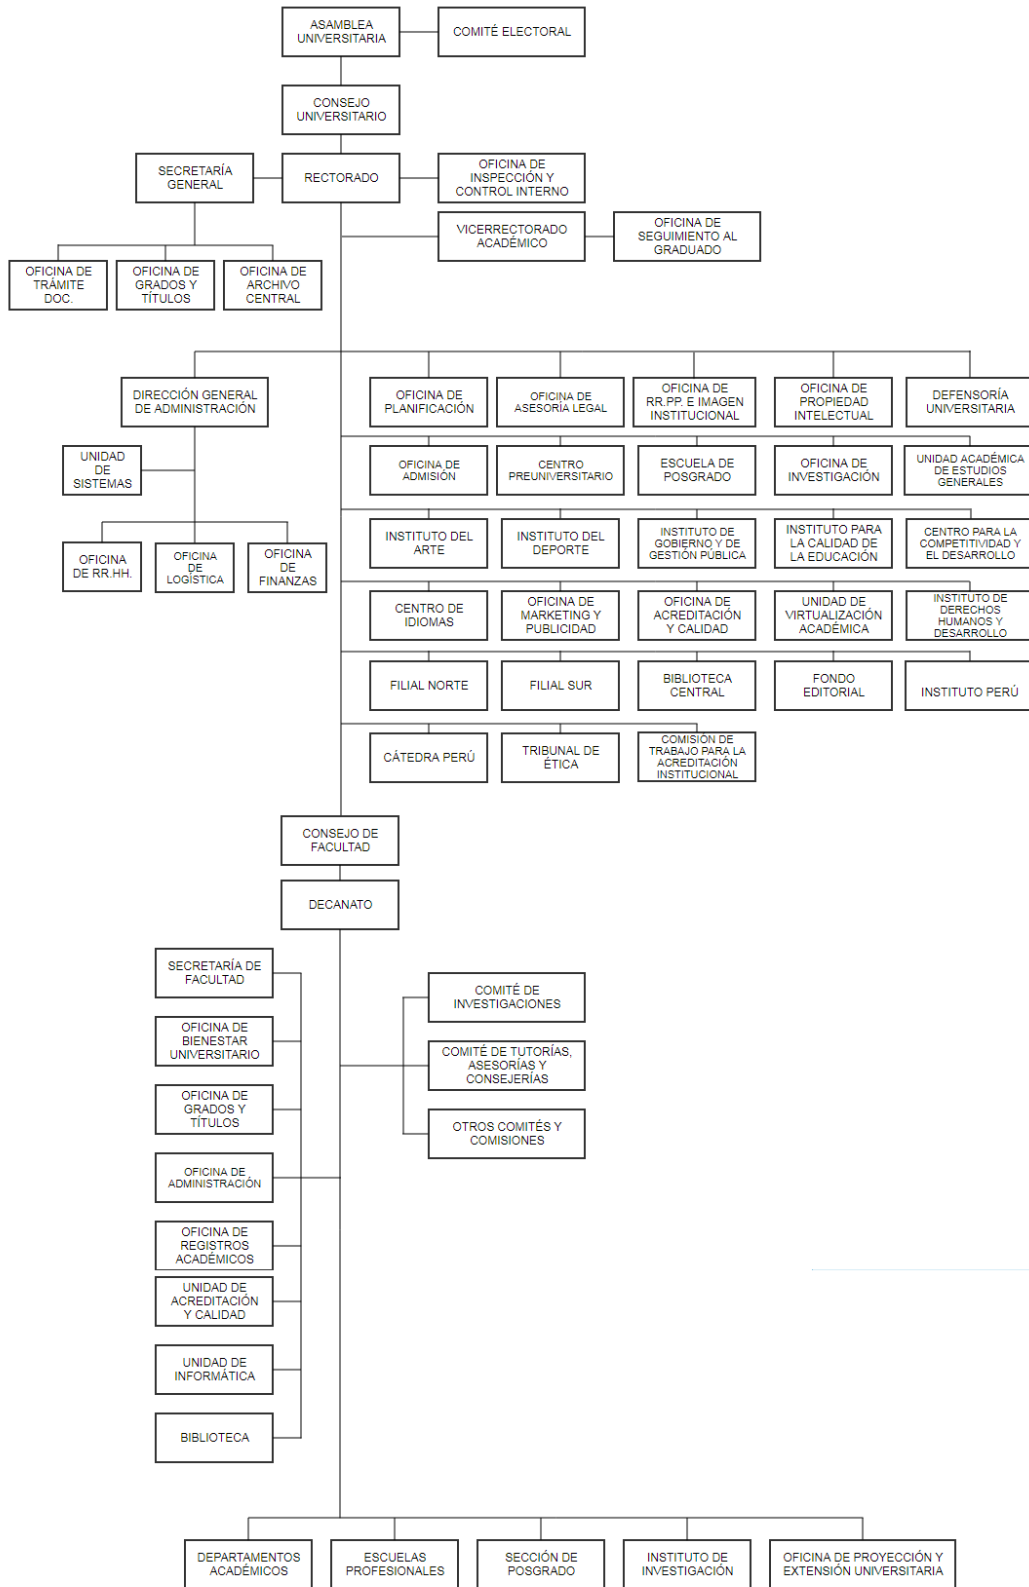 ASAMBLEA
UNIVERSITARIA
COMITÉ ELECTORAL
CONSEJO
UNIVERSITARIO
SECRETARÍA
GENERAL
RECTORADO
OFICINA DE
INSPECCIÓN Y
CONTROL INTERNO
VICERRECTORADO
ACADÉMICO
OFICINA DE
SEGUIMIENTO AL
GRADUADO
OFICINA DE
TRÁMITE
DOC.
OFICINA DE
GRADOS Y
TÍTULOS
OFICINA DE
ARCHIVO
CENTRAL
DIRECCIÓN GENERAL
DE ADMINISTRACIÓN
OFICINA DE
PLANIFICACIÓN
OFICINA DE
ASESORÍA LEGAL
OFICINA DE
RR.PP. E IMAGEN
INSTITUCIONAL
OFICINA DE
PROPIEDAD
INTELECTUAL
DEFENSORÍA
UNIVERSITARIA
UNIDAD
DE
SISTEMAS
OFICINA DE
ADMISIÓN
CENTRO
PREUNIVERSITARIO
ESCUELA DE
POSGRADO
OFICINA DE
INVESTIGACIÓN
UNIDAD ACADÉMICA
DE ESTUDIOS
GENERALES
OFICINA
DE RR.HH.
OFICINA
DE
LOGÍSTICA
OFICINA
DE
FINANZAS
INSTITUTO DEL
ARTE
INSTITUTO DEL
DEPORTE
INSTITUTO DE
GOBIERNO Y DE
GESTIÓN PÚBLICA
INSTITUTO PARA
LA CALIDAD DE
LA EDUCACIÓN
CENTRO PARA LA
COMPETITIVIDAD Y
EL DESARROLLO
CENTRO DE
IDIOMAS
OFICINA DE
MARKETING Y
PUBLICIDAD
OFICINA DE
ACREDITACIÓN
Y CALIDAD
UNIDAD DE
VIRTUALIZACIÓN
ACADÉMICA
INSTITUTO DE
DERECHOS
HUMANOS Y
DESARROLLO
FILIAL NORTE
FILIAL SUR
BIBLIOTECA
CENTRAL
FONDO
EDITORIAL
INSTITUTO PERÚ
CÁTEDRA PERÚ
TRIBUNAL DE
ÉTICA
COMISIÓN DE
TRABAJO PARA LA
ACREDITACIÓN
INSTITUCIONAL
CONSEJO DE
FACULTAD
DECANATO
SECRETARÍA DE
FACULTAD
OFICINA DE
BIENESTAR
UNIVERSITARIO
OFICINA DE
GRADOS Y
TÍTULOS
OFICINA DE
ADMINISTRACIÓN
OFICINA DE
REGISTROS
ACADÉMICOS
UNIDAD DE
ACREDITACIÓN
Y CALIDAD
UNIDAD DE
INFORMÁTICA
BIBLIOTECA
COMITÉ DE
INVESTIGACIONES
COMITÉ DE TUTORÍAS,
ASESORÍAS Y
CONSEJERÍAS
OTROS COMITÉS Y
COMISIONES
DEPARTAMENTOS
ACADÉMICOS
ESCUELAS
PROFESIONALES
SECCIÓN DE
POSGRADO
INSTITUTO DE
INVESTIGACIÓN
OFICINA DE PROYECCIÓN Y
EXTENSIÓN UNIVERSITARIA